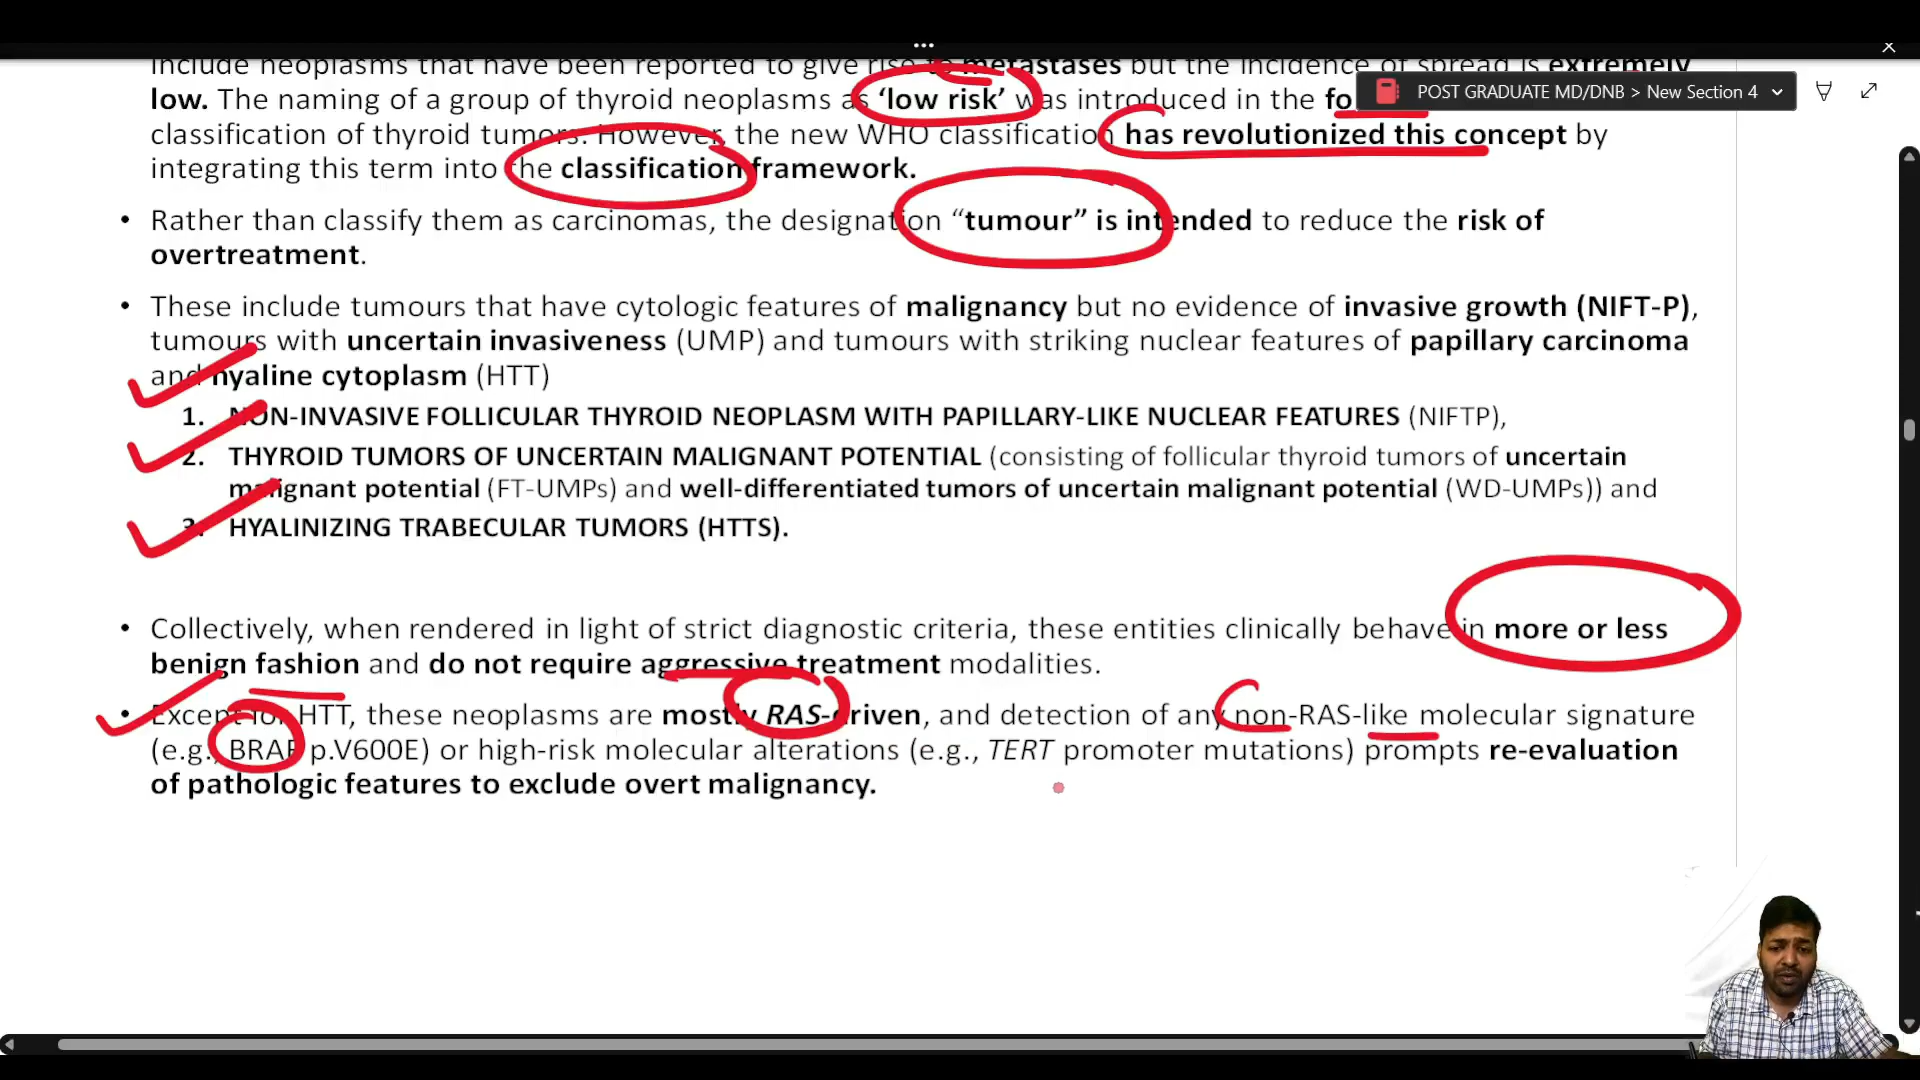 include neoplasms that have been reported to give rise to metastases but the incidence of spread is extremely
low. The naming of a group of thyroid neoplasms as ‘low risk’ was introduced in the
POST GRADUATE MD/DNB > New Section 4
classification of thyroid tumors. However, the new WHO classification has revolutionized this concept by
integrating this term into the classification framework.
• Rather than classify them as carcinomas, the designation “tumour” is intended to reduce the risk of
overtreatment.
• These include tumours that have cytologic features of malignancy but no evidence of invasive growth (NIFT-P),
tumours with uncertain invasiveness (UMP) and tumours with striking nuclear features of papillary carcinoma
and hyaline cytoplasm (HTT)
1. NON-INVASIVE FOLLICULAR THYROID NEOPLASM WITH PAPILLARY-LIKE NUCLEAR FEATURES (NIFTP),
2. THYROID TUMORS OF UNCERTAIN MALIGNANT POTENTIAL (consisting of follicular thyroid tumors of uncertain
malignant potential (FT-UMPs) and well-differentiated tumors of uncertain malignant potential (WD-UMPs)) and
3. HYALINIZING TRABECULAR TUMORS (HTTS).
• Collectively, when rendered in light of strict diagnostic criteria, these entities clinically behave in more or less
benign fashion and do not require aggressive treatment modalities.
• Except for HTT, these neoplasms are mostly RAS-driven, and detection of any non-RAS-like molecular signature
(e.g., BRAF p.V600E) or high-risk molecular alterations (e.g., TERT promoter mutations) prompts re-evaluation
of pathologic features to exclude overt malignancy.